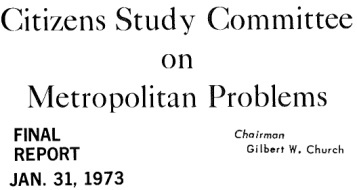 Citizens Study Committee
on
Metropolitan Problems
FINAL
REPORT
JAN. 31, 1973
Chairman
Gilbert W. Church